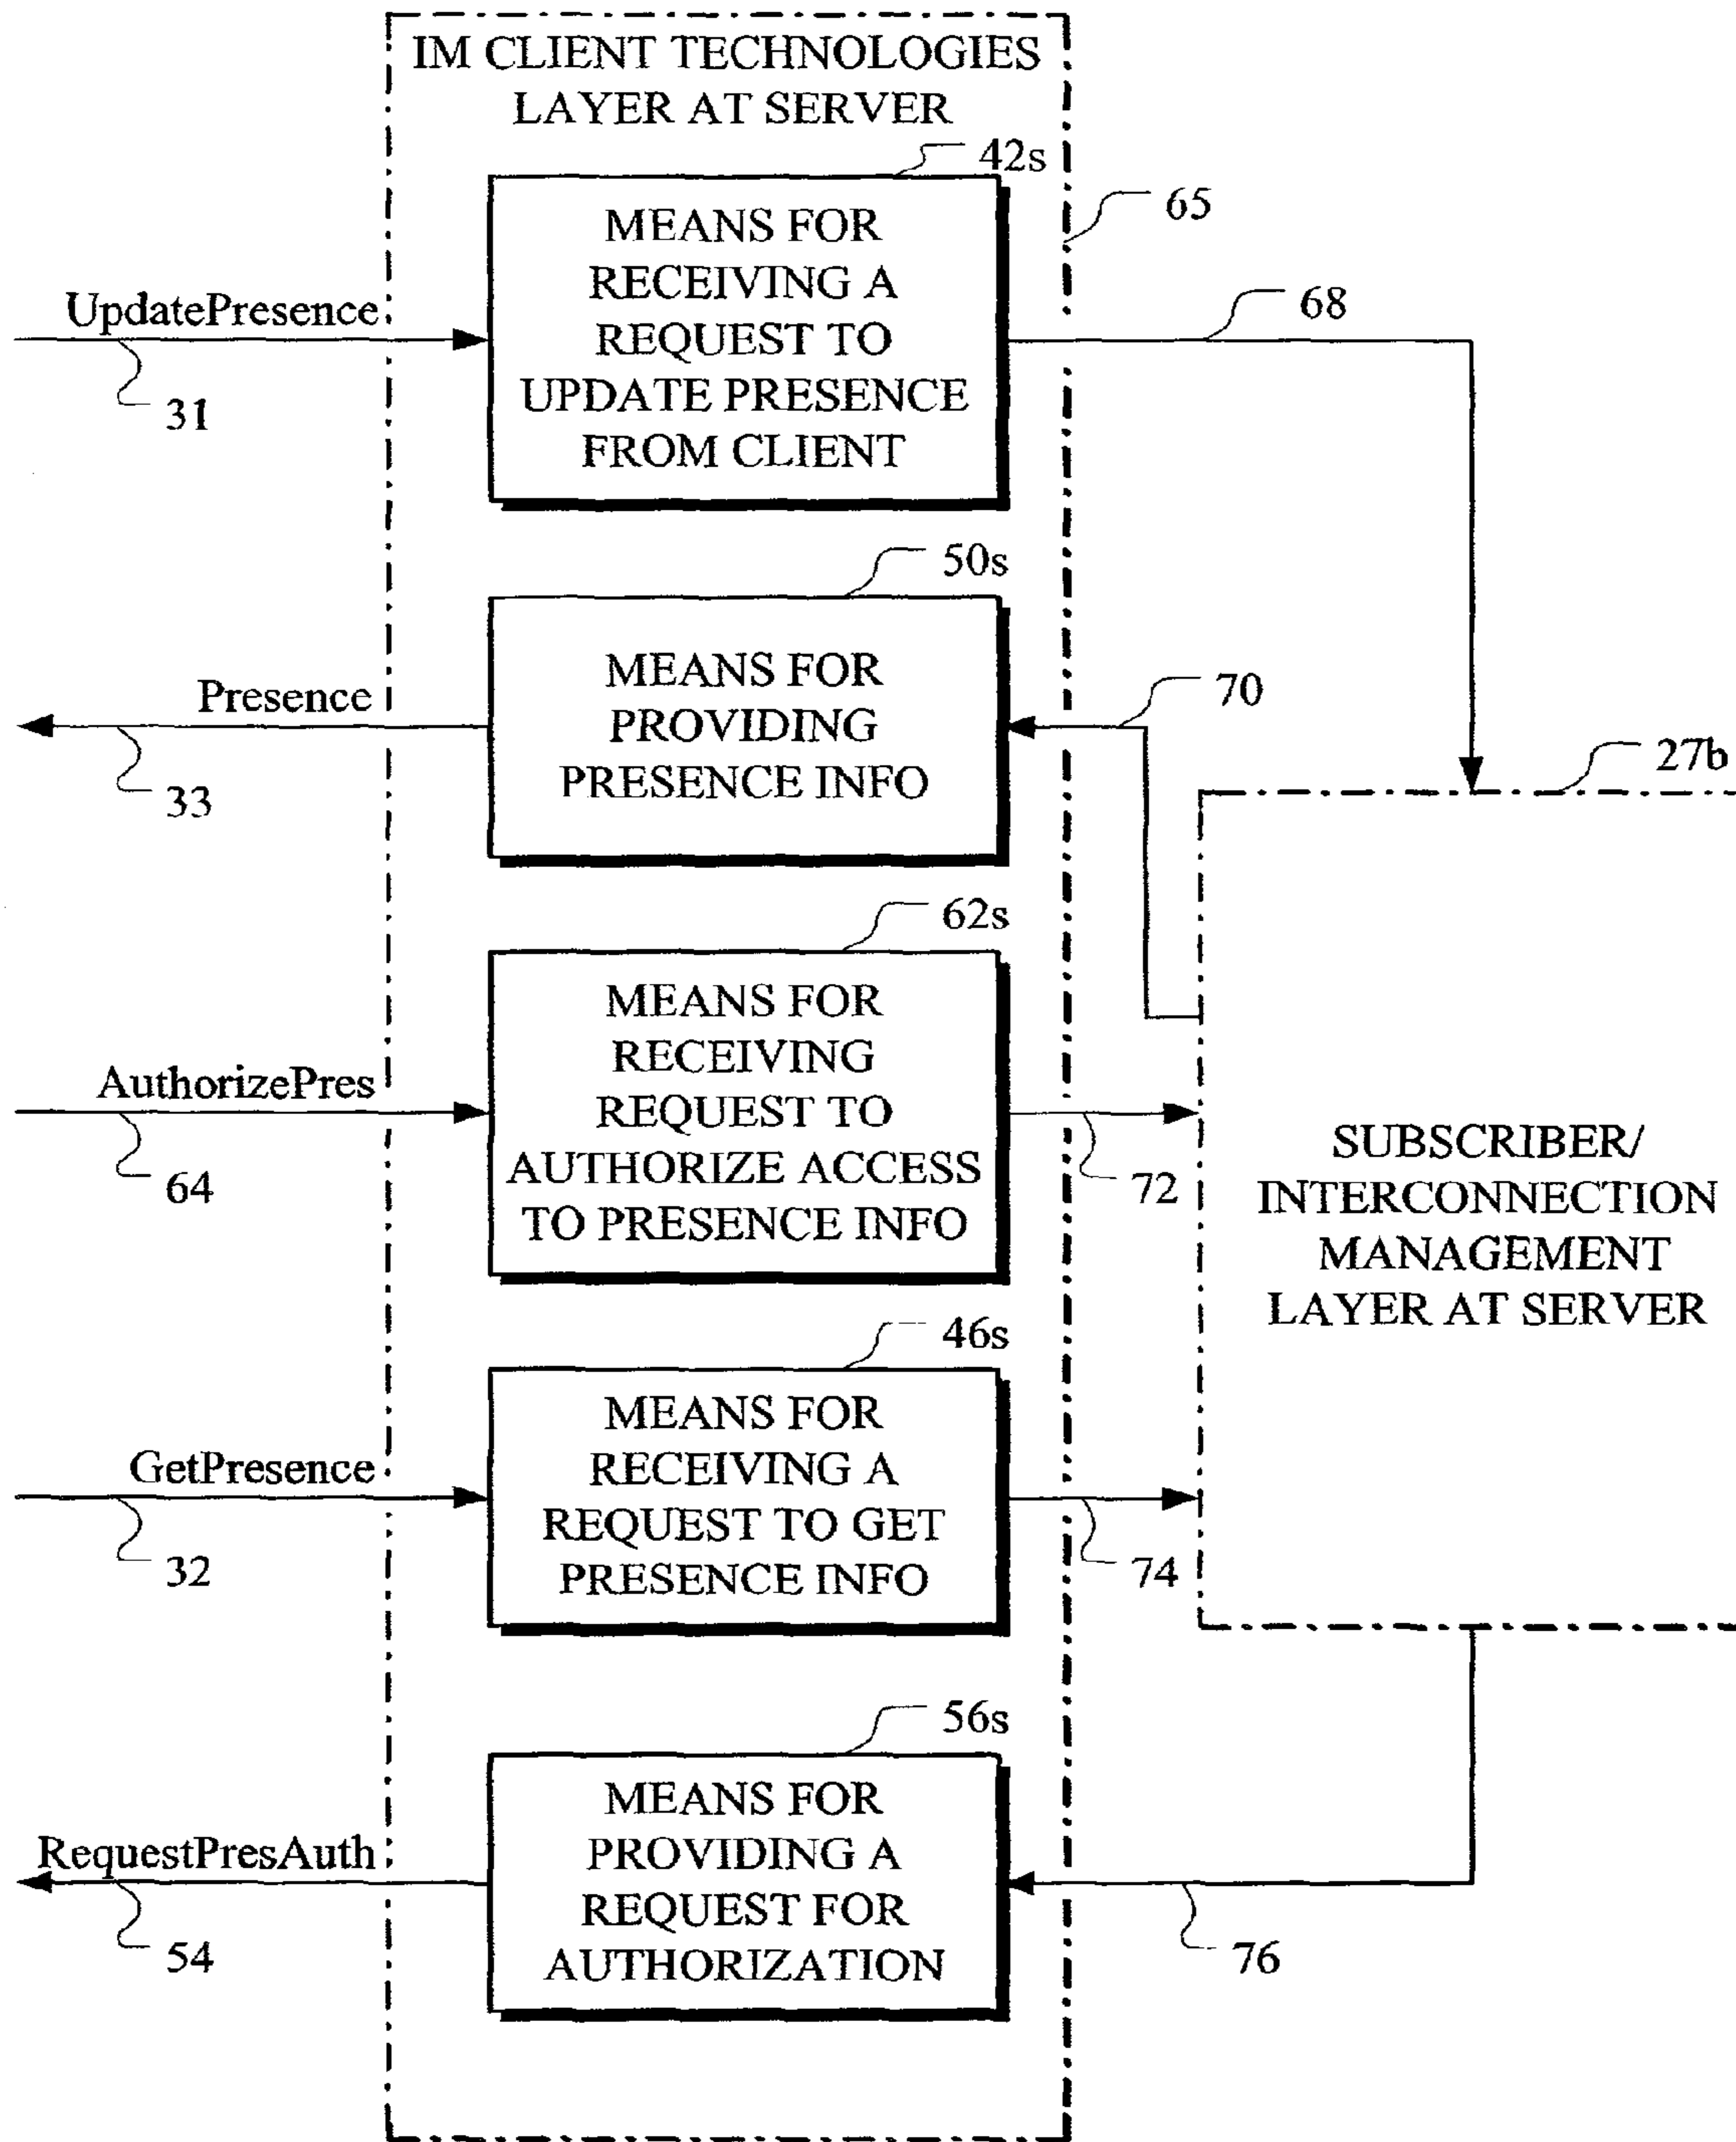 IM CLIENT TECHNOLOGIES
LAYER AT SERVER
42s
65
MEANS FOR
RECEIVING A
REQUEST TO
UPDATE PRESENCE
FROM CLIENT
UpdatePresence
31
68
50s
MEANS FOR
PROVIDING
PRESENCE INFO
Presence
33
70
27b
62s
MEANS FOR
RECEIVING
REQUEST TO
AUTHORIZE ACCESS
TO PRESENCE INFO
AuthorizePres
64
72
SUBSCRIBER/
INTERCONNECTION
MANAGEMENT
LAYER AT SERVER
46s
MEANS FOR
RECEIVING A
REQUEST TO GET
PRESENCE INFO
GetPresence
32
74
56s
MEANS FOR
PROVIDING A
REQUEST FOR
AUTHORIZATION
RequestPresAuth
54
76